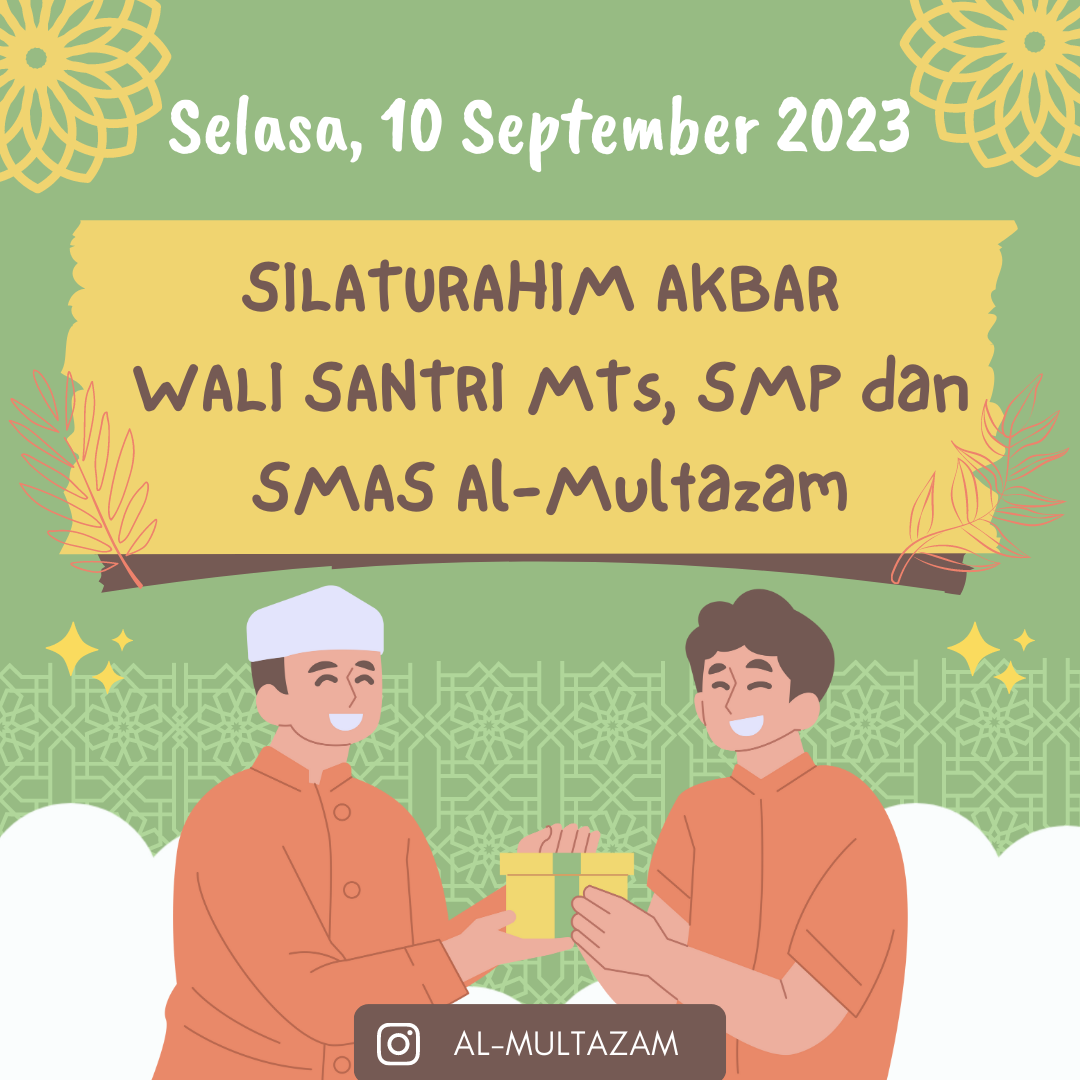 Selasa, 10 September 2023
SILATURAHIM AKBAR
WALI SANTRI MTs, SMP dan
SMAS Al-Multazam
AL-MULTAZAM